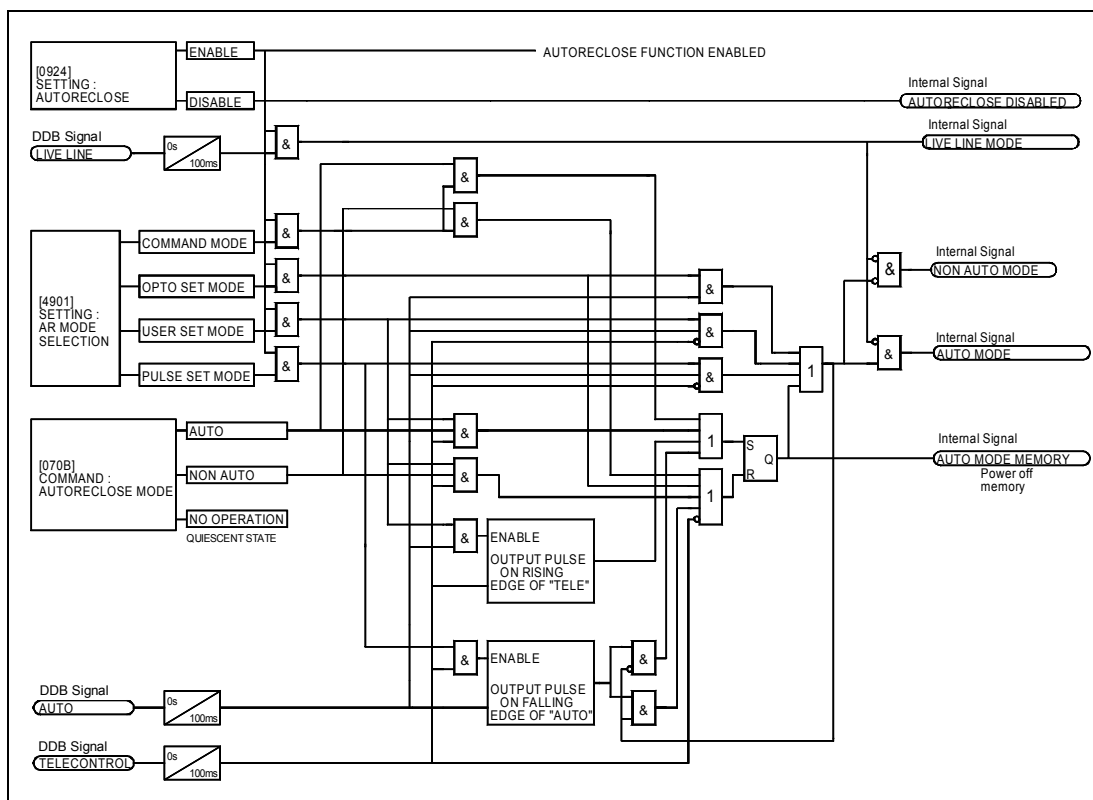 [0924]
SETTING :
AUTORECLOSE
ENABLE
AUTORECLOSE FUNCTION ENABLED
DISABLE
Internal Signal
AUTORECLOSE DISABLED
DDB Signal
LIVE LINE
0s
100ms
&
Internal Signal
LIVE LINE MODE
&
&
[4901]
SETTING :
AR MODE
SELECTION
COMMAND MODE
&
OPTO SET MODE
&
USER SET MODE
&
PULSE SET MODE
&
&
&
&
1
&
Internal Signal
NON AUTO MODE
&
Internal Signal
AUTO MODE
[070B]
COMMAND :
AUTORECLOSE MODE
AUTO
NON AUTO
NO OPERATION
QUIESCENT STATE
&
&
1
1
S
Q
R
Internal Signal
AUTO MODE MEMORY
Power off
memory
&
ENABLE
OUTPUT PULSE
ON RISING
EDGE OF "TELE"
&
ENABLE
OUTPUT PULSE
ON FALLING
EDGE OF "AUTO"
&
&
DDB Signal
AUTO
0s
100ms
DDB Signal
TELECONTROL
0s
100ms